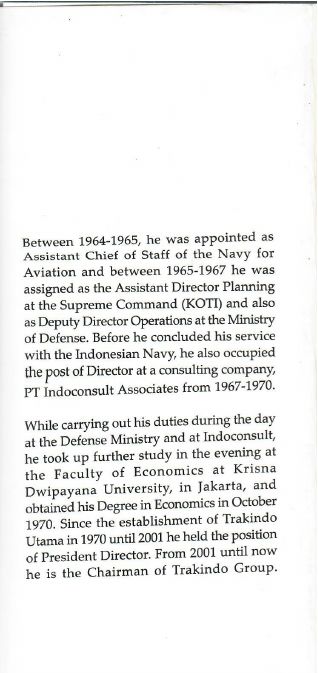 Between 1964-1965, he was appointed as
Assistant Chief of Staff of the Navy for
Aviation and between 1965-1967 he was
assigned as the Assistant Director Planning
at the Supreme Command (KOTI) and also
as Deputy Director Operations at the Ministry
of Defense. Before he concluded his service
with the Indonesian Navy, he also occupied
the post of Director at a consulting company,
PT Indoconsult Associates from 1967-1970.
While carrying out his duties during the day
at the Defense Ministry and at Indoconsult,
he took up further study in the evening at
the Faculty of Economics at Krisna
Dwipayana University, in Jakarta, and
obtained his Degree in Economics in October
1970. Since the establishment of Trakindo
Utama in 1970 until 2001 he held the position
of President Director. From 2001 until now
he is the Chairman of Trakindo Group.